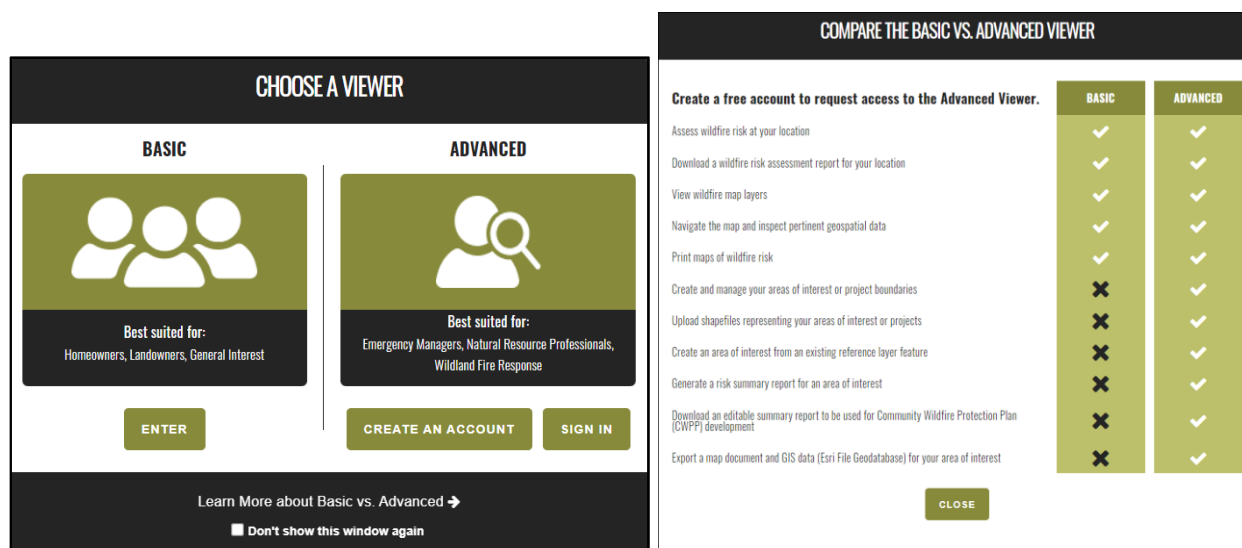 CHOOSE A VIEWER
BASIC
ADVANCED
Best suited for:
Homeowners, Landowners, General Interest
Best suited for:
Emergency Managers, Natural Resource Professionals,
Wildland Fire Response
ENTER
CREATE AN ACCOUNT
SIGN IN
Learn More about Basic vs. Advanced
Don't show this window again
COMPARE THE BASIC VS. ADVANCED VIEWER
Create a free account to request access to the Advanced Viewer.
BASIC
ADVANCED
Assess wildfire risk at your location
Download a wildfire risk assessment report for your location
View wildfire map layers
Navigate the map and inspect pertinent geospatial data
Print maps of wildfire risk
Create and manage your areas of interest or project boundaries
Upload shapefiles representing your areas of interest or projects
Create an area of interest from an existing reference layer feature
Generate a risk summary report for an area of interest
Download an editable summary report to be used for Community Wildfire Protection Plan
(CWPP) development
Export a map document and GIS data (Esri File Geodatabase) for your area of interest
CLOSE